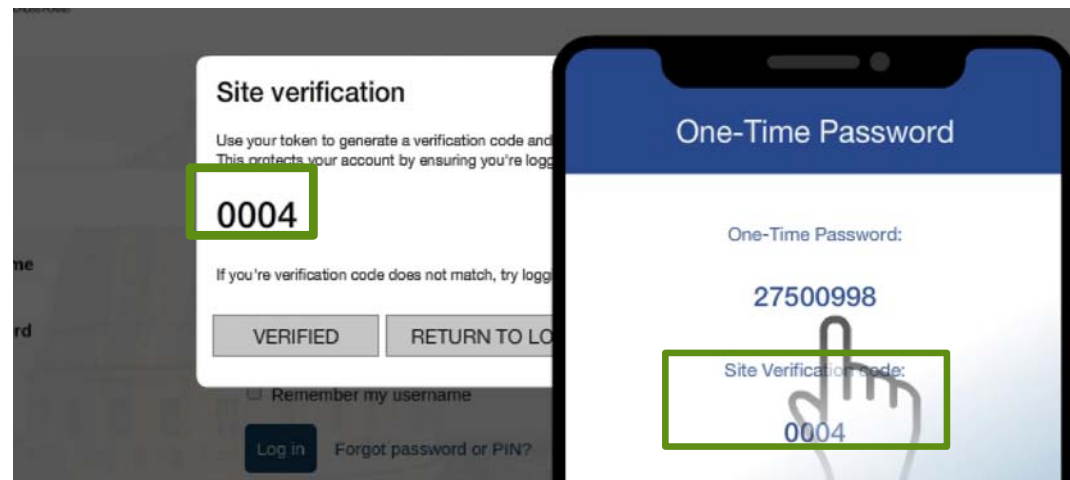 Site verification
Use your token to generate a verification code and
This protects your account by ensuring you're logg
0004
If you're verification code does not match, try loggi
VERIFIED
RETURN TO LO
me
rd
Remember my username
Log in
Forgot password or PIN?
One-Time Password
One-Time Password:
27500998
Site Verification code:
0004